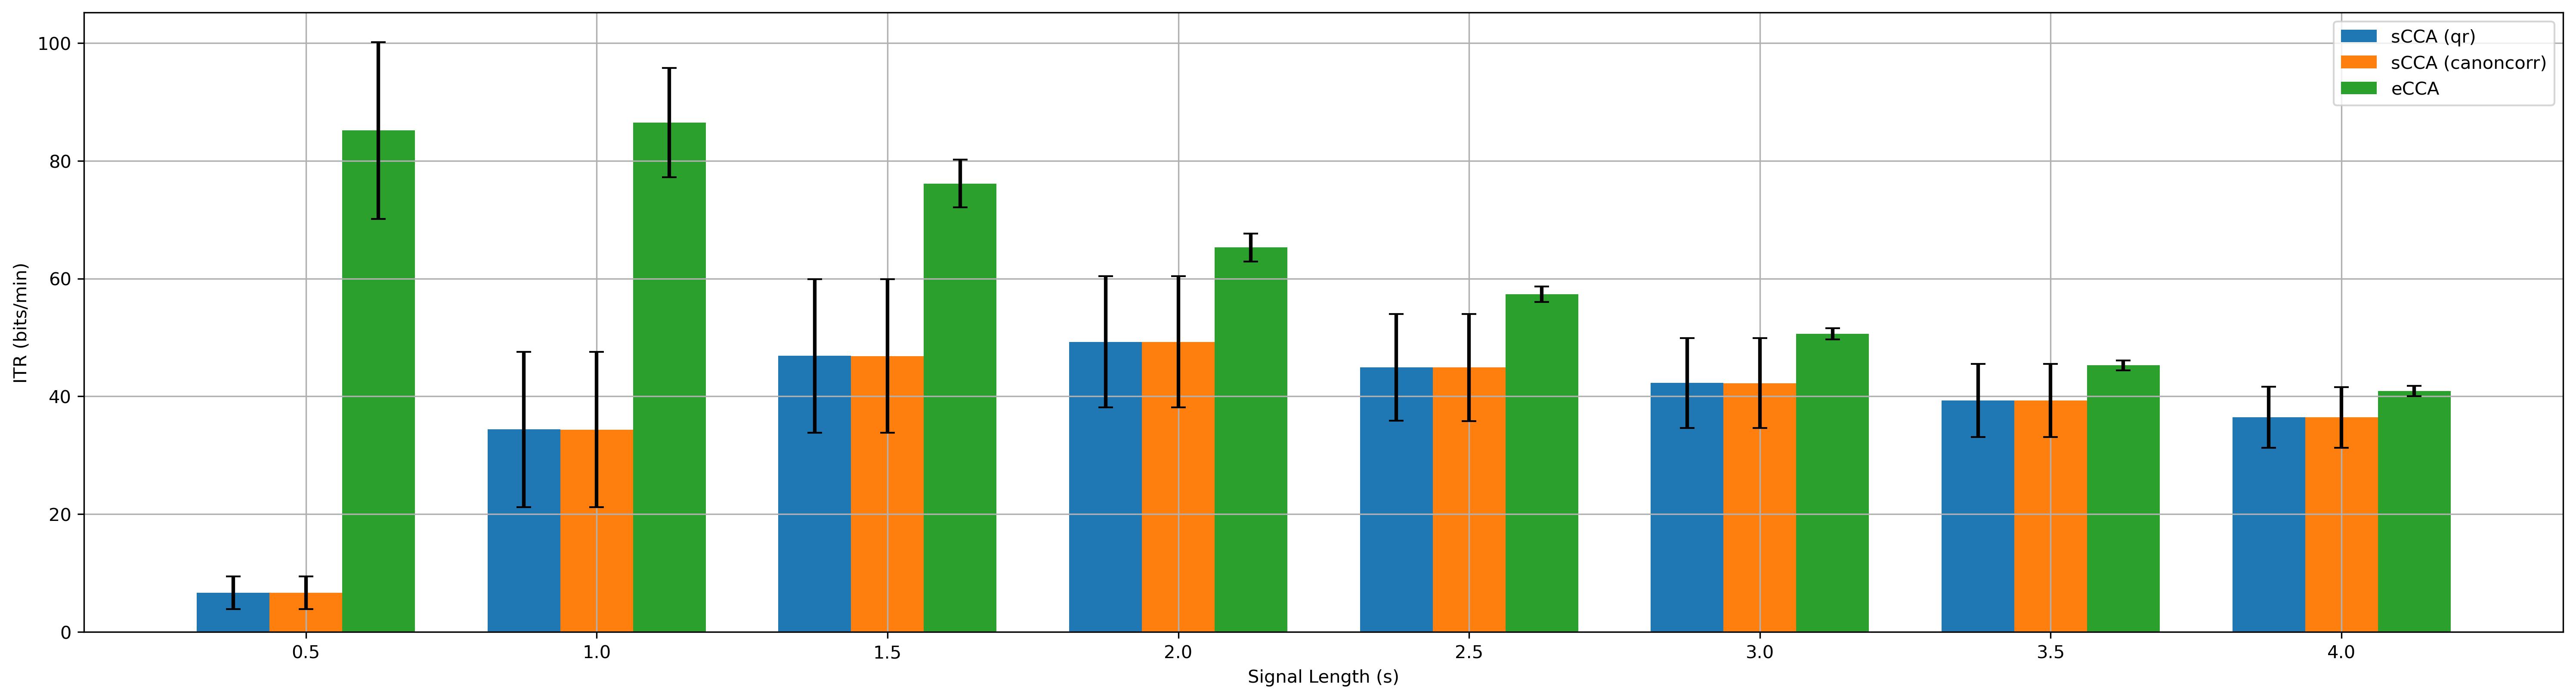 100
80
60
40
20
0
ITR (bits/min)
sCCA (qr)
sCCA (canoncorr)
eCCA
0.5 1.0 1.5 2.0 2.5 3.0 3.5 4.0
Signal Length (s)